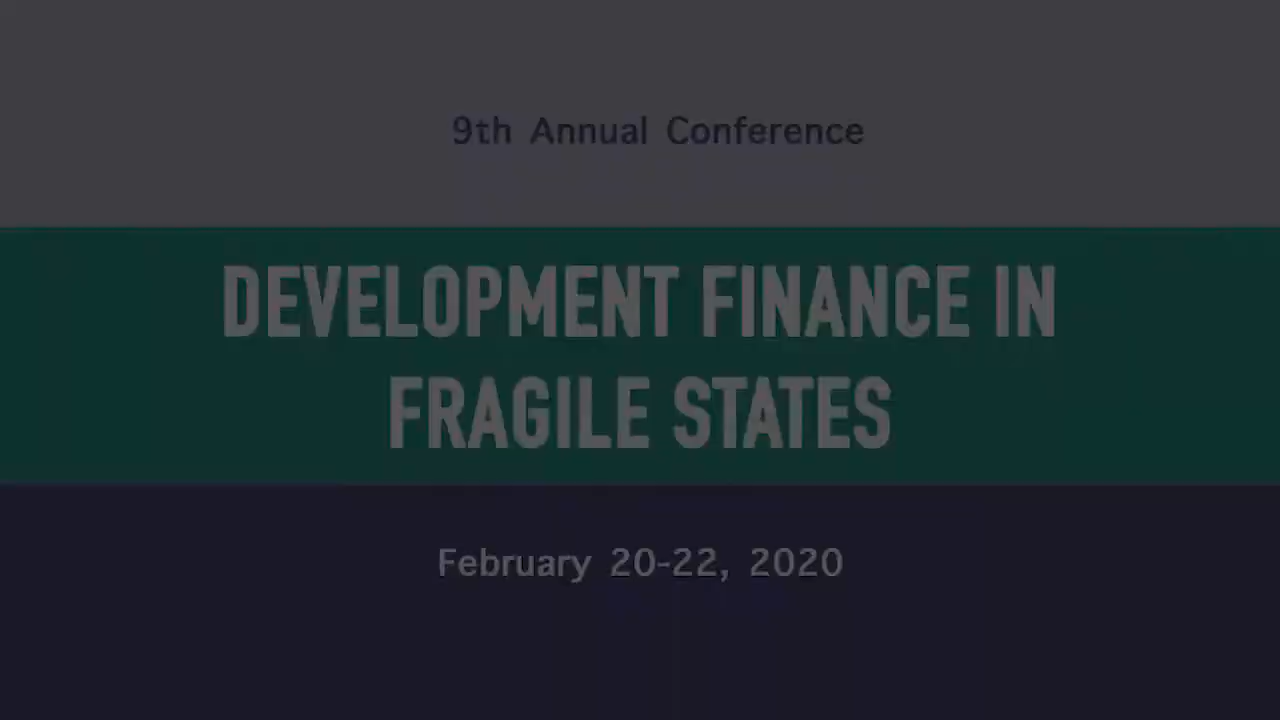 9th Annual Conference
DEVELOPMENT FINANCE IN
FRAGILE STATES
February 20-22, 2020